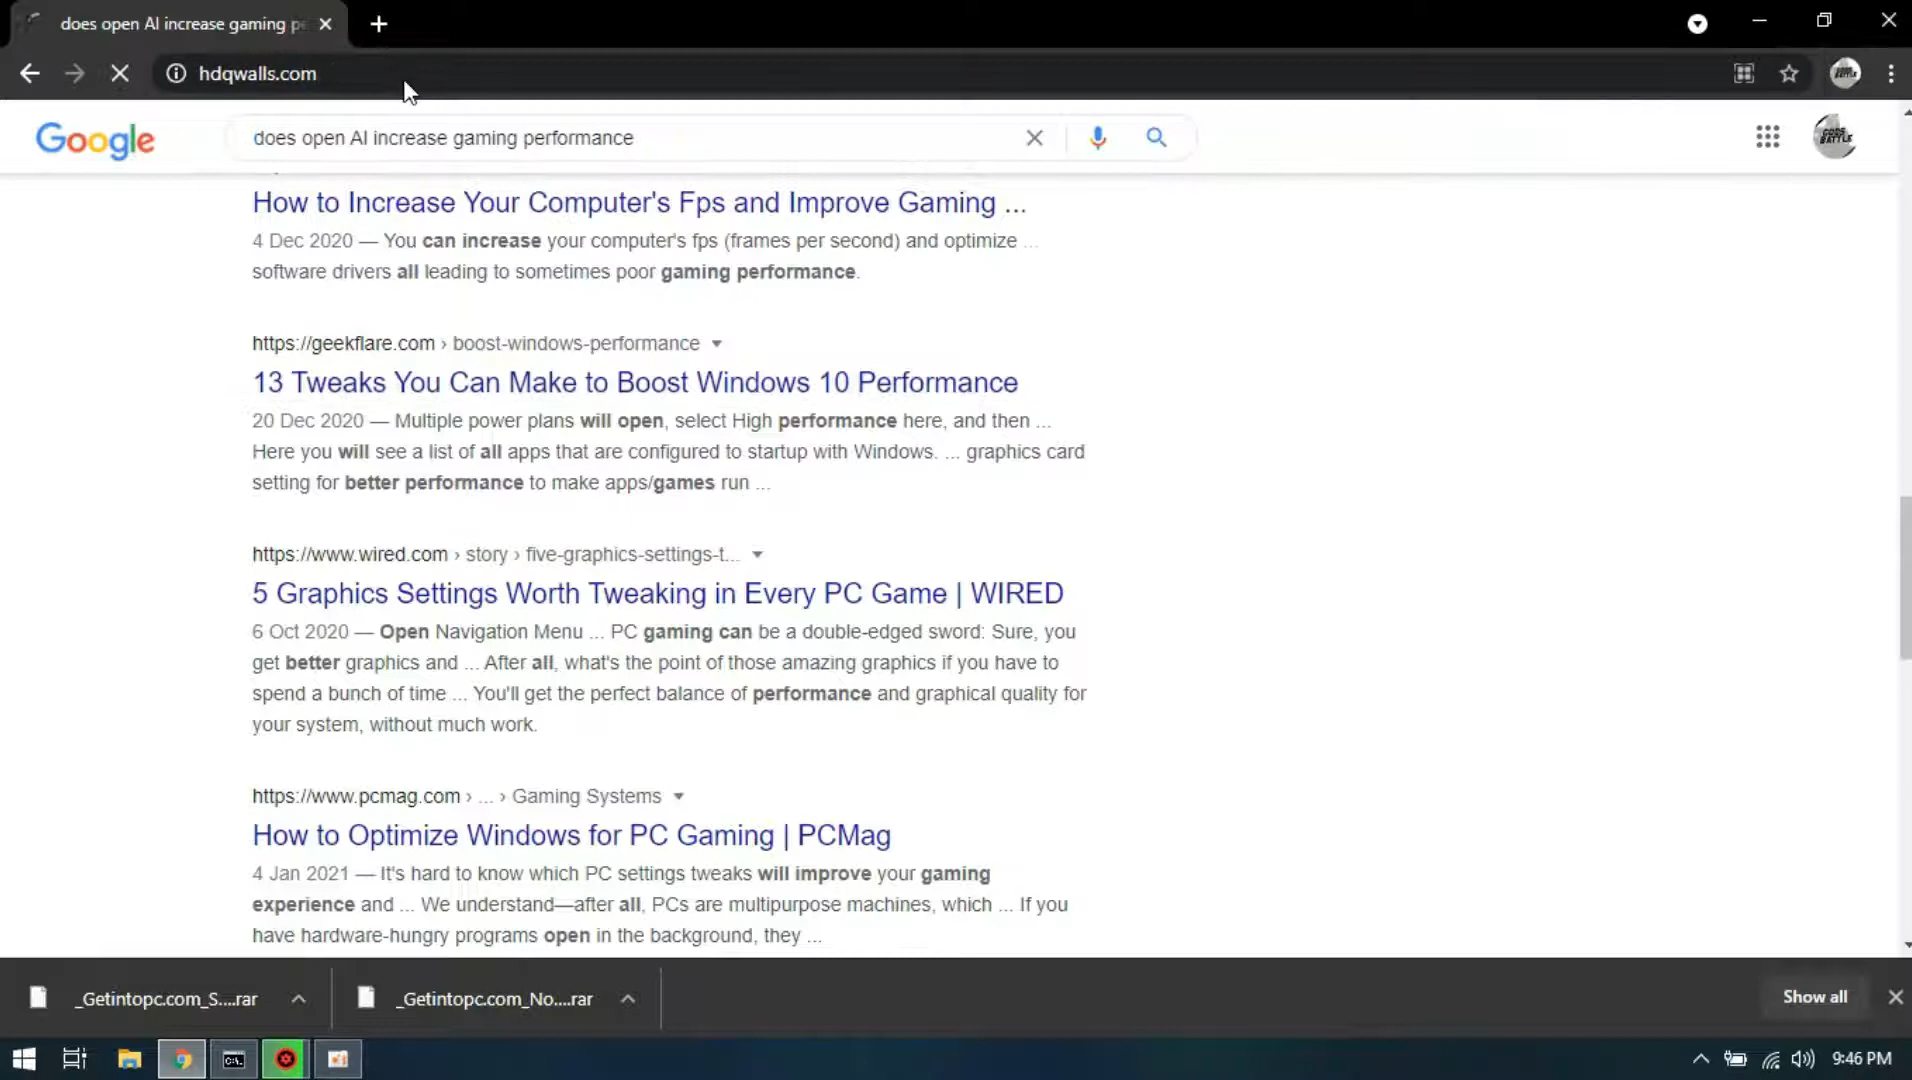 does open AI increase gaming pe
hdqwalls.com
Google
does open AI increase gaming performance
GODS BATTLE
How to Increase Your Computer's Fps and Improve Gaming ...
4 Dec 2020 — You can increase your computer's fps (frames per second) and optimize ...
software drivers all leading to sometimes poor gaming performance.
https://geekflare.com › boost-windows-performance
13 Tweaks You Can Make to Boost Windows 10 Performance
20 Dec 2020 — Multiple power plans will open, select High performance here, and then ...
Here you will see a list of all apps that are configured to startup with Windows. ... graphics card
setting for better performance to make apps/games run ...
https://www.wired.com › story › five-graphics-settings-t...
5 Graphics Settings Worth Tweaking in Every PC Game | WIRED
6 Oct 2020 — Open Navigation Menu ... PC gaming can be a double-edged sword: Sure, you
get better graphics and ... After all, what's the point of those amazing graphics if you have to
spend a bunch of time ... You'll get the perfect balance of performance and graphical quality for
your system, without much work.
https://www.pcmag.com › ... › Gaming Systems
How to Optimize Windows for PC Gaming | PCMag
4 Jan 2021 — It's hard to know which PC settings tweaks will improve your gaming
experience and ... We understand—after all, PCs are multipurpose machines, which ... If you
have hardware-hungry programs open in the background, they ...
_Getintopc.com_S....rar
_Getintopc.com_No....rar
Show all
9:46 PM